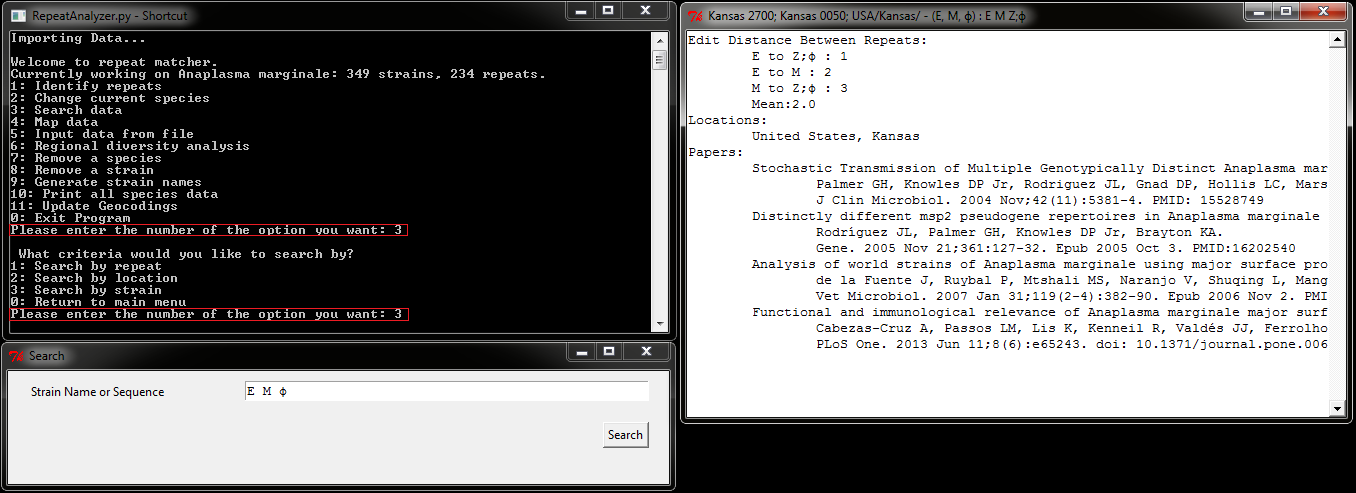 RepeatAnalyzer.py - Shortcut
Importing Data...
Welcome to repeat matcher.
Currently working on Anaplasma marginale: 349 strains, 234 repeats.
1: Identify repeats
2: Change current species
3: Search data
4: Map data
5: Input data from file
6: Regional diversity analysis
7: Remove a species
8: Remove a strain
9: Generate strain names
10: Print all species data
11: Update Geocodings
0: Exit Program
Please enter the number of the option you want: 3
What criteria would you like to search by?
1: Search by repeat
2: Search by location
3: Search by strain
0: Return to main menu
Please enter the number of the option you want: 3
Search
Strain Name or Sequence
E M ф
Search
Kansas 2700; Kansas 0050; USA/Kansas/ - (E, M, ф) : E M Z;ф
Edit Distance Between Repeats:
E to Z;ф : 1
E to M : 2
M to Z;ф : 3
Mean:2.0
Locations:
United States, Kansas
Papers:
Stochastic Transmission of Multiple Genotypically Distinct Anaplasma mar
Palmer GH, Knowles DP Jr, Rodriguez JL, Gnad DP, Hollis LC, Mars
J Clin Microbiol. 2004 Nov;42(11):5381-4. PMID: 15528749
Distinctly different msp2 pseudogene repertoires in Anaplasma marginale
Rodríguez JL, Palmer GH, Knowles DP Jr, Brayton KA.
Gene. 2005 Nov 21;361:127-32. Epub 2005 Oct 3. PMID:16202540
Analysis of world strains of Anaplasma marginale using major surface pro
de la Fuente J, Ruybal P, Mtshali MS, Naranjo V, Shuqing L, Mang
Vet Microbiol. 2007 Jan 31;119(2-4):382-90. Epub 2006 Nov 2. PMI
Functional and immunological relevance of Anaplasma marginale major surf
Cabezas-Cruz A, Passos LM, Lis K, Kenneil R, Valdés JJ, Ferrolho
PLoS One. 2013 Jun 11;8(6):e65243. doi: 10.1371/journal.pone.006